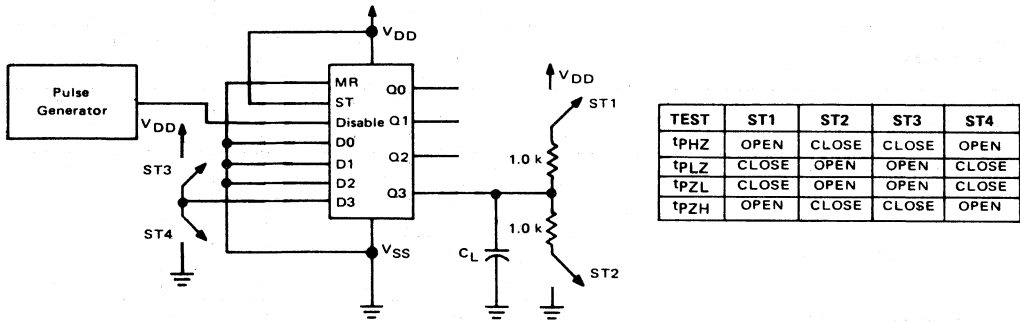 VDD
Pulse
Generator
MR
ST
Disable
D0
D1
D2
D3
Q0
Q1
Q2
Q3
VDD
ST3
ST4
VSS
CL
VDD
ST1
1.0 k
1.0 k
ST2
TEST ST1 ST2 ST3 ST4
tPHZ OPEN CLOSE CLOSE OPEN
tPLZ CLOSE OPEN OPEN CLOSE
tPZL CLOSE OPEN OPEN CLOSE
tPZH OPEN CLOSE CLOSE OPEN